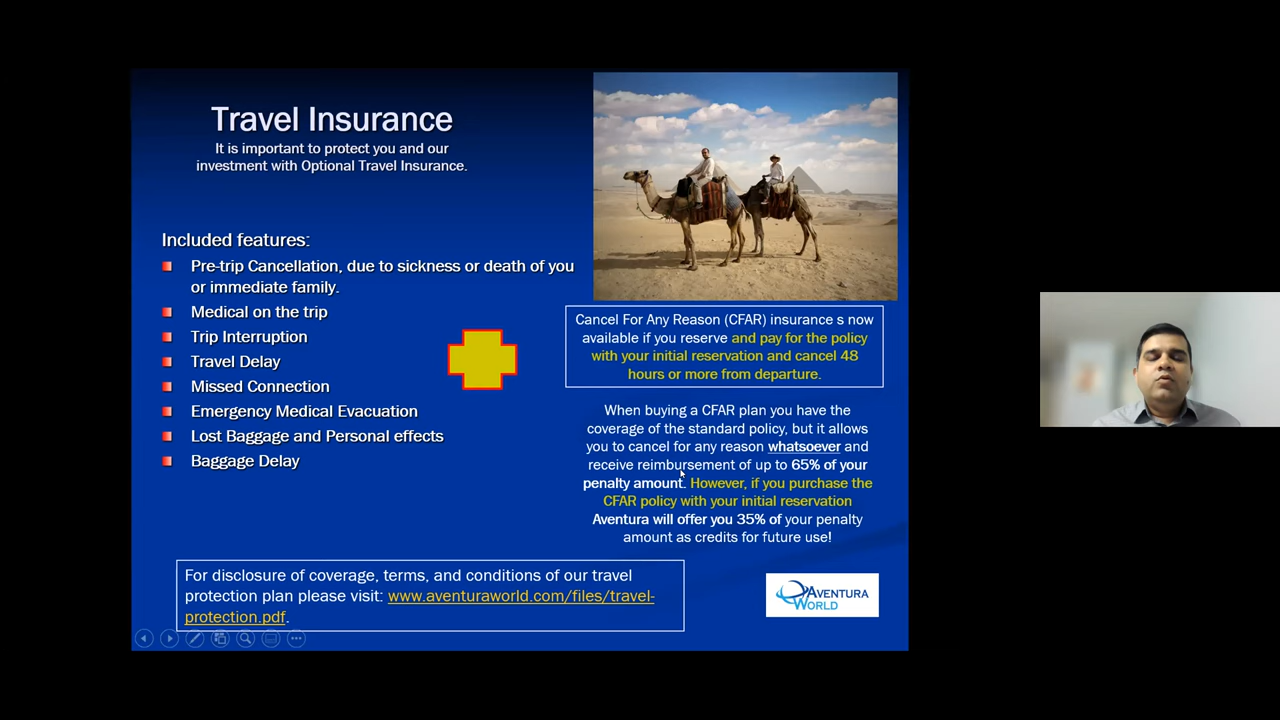 Travel Insurance
It is important to protect you and our
investment with Optional Travel Insurance.
Included features:
Pre-trip Cancellation, due to sickness or death of you
or immediate family.
Medical on the trip
Trip Interruption
Travel Delay
Missed Connection
Emergency Medical Evacuation
Lost Baggage and Personal effects
Baggage Delay
Cancel For Any Reason (CFAR) insurance s now
available if you reserve and pay for the policy
with your initial reservation and cancel 48
hours or more from departure.
When buying a CFAR plan you have the
coverage of the standard policy, but it allows
you to cancel for any reason whatsoever and
receive reimbursement of up to 65% of your
penalty amount. However, if you purchase the
CFAR policy with your initial reservation
Aventura will offer you 35% of your penalty
amount as credits for future use!
For disclosure of coverage, terms, and conditions of our travel
protection plan please visit: www.aventuraworld.com/files/travel-
protection.pdf.
AVENTURA
WORLD